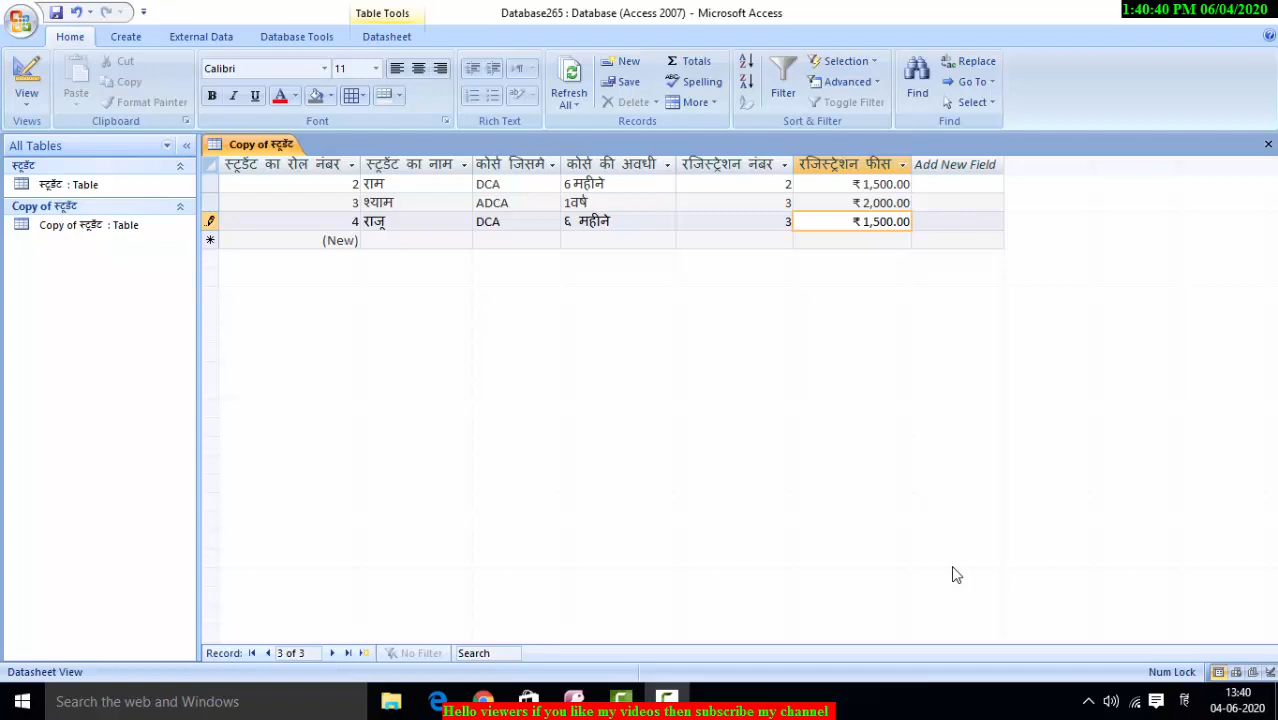 Table Tools
Database265 : Database (Access 2007) - Microsoft Access
1:40:40 PM 06/04/2020
Home Create External Data Database Tools Datasheet
View
Views
Paste
Cut
Copy
Format Painter
Clipboard
Calibri 11
B I U A
Font
Rich Text
Refresh All
New
Save
Delete
Totals
Spelling
More
Records
Filter
Selection
Advanced
Toggle Filter
Sort & Filter
Find
Replace
Go To
Select
Find
All Tables
स्टूडेंट
स्टूडेंट : Table
Copy of स्टूडेंट
Copy of स्टूडेंट : Table
Copy of स्टूडेंट
स्टूडेंट का रोल नंबर स्टूडेंट का नाम कोर्स जिसमे कोर्स की अवधी रजिस्ट्रेशन नंबर रजिस्ट्रेशन फीस Add New Field
2 राम DCA 6 महीने 2 ₹ 1,500.00
3 श्याम ADCA 1वर्ष 3 ₹ 2,000.00
4 राजू DCA ६ महीने 3 ₹ 1,500.00
(New)
Record: 3 of 3 No Filter Search
Datasheet View Num Lock
Search the web and Windows
हि
13:40
04-06-2020
Hello viewers if you like my videos then subscribe my channel